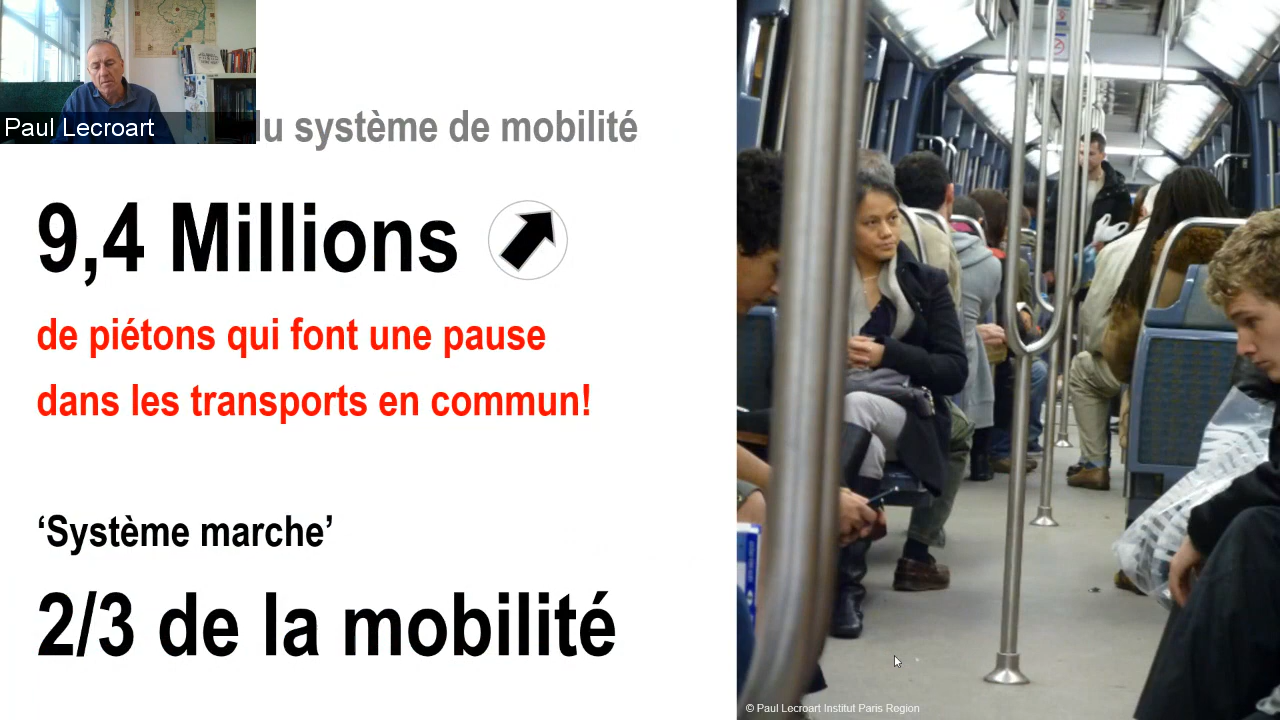 Paul Lecroart
du système de mobilité
9,4 Millions
de piétons qui font une pause
dans les transports en commun!
‘Système marche’
2/3 de la mobilité
© Paul Lecroart Institut Paris Region